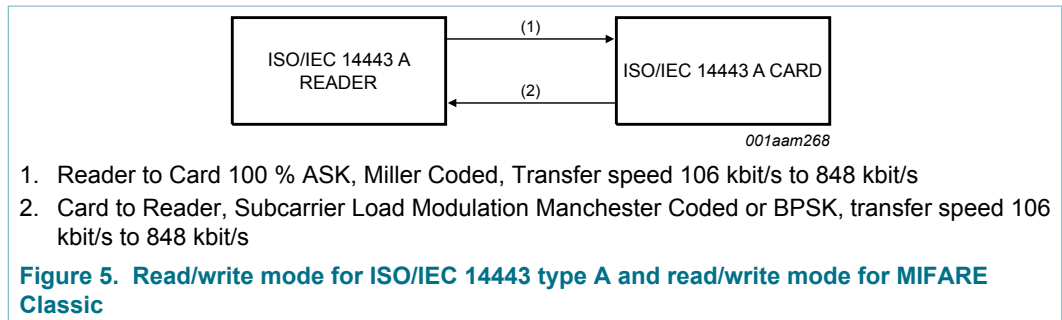 (1)
ISO/IEC 14443 A
READER
ISO/IEC 14443 A CARD
(2)
001aam268
1. Reader to Card 100 % ASK, Miller Coded, Transfer speed 106 kbit/s to 848 kbit/s
2. Card to Reader, Subcarrier Load Modulation Manchester Coded or BPSK, transfer speed 106
kbit/s to 848 kbit/s
Figure 5. Read/write mode for ISO/IEC 14443 type A and read/write mode for MIFARE
Classic